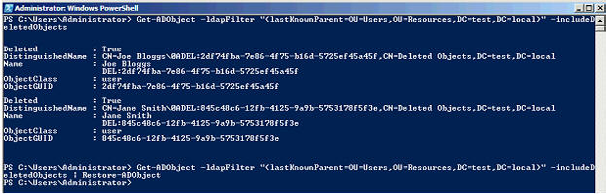 Administrator: Windows PowerShell
PS C:\Users\Administrator> Get-ADObject -ldapFilter "(lastKnownParent=OU=Users,OU=Resources,DC=test,DC=local)" -includeD
eletedObjects
Deleted : True
DistinguishedName : CN=Joe Bloggs\0ADEL:2df74fba-7e86-4f75-b16d-5725ef45a45f,CN=Deleted Objects,DC=test,DC=local
Name : Joe Bloggs
DEL:2df74fba-7e86-4f75-b16d-5725ef45a45f
ObjectClass : user
ObjectGUID : 2df74fba-7e86-4f75-b16d-5725ef45a45f
Deleted : True
DistinguishedName : CN=Jane Smith\0ADEL:845c48c6-12fb-4125-9a9b-5753178f5f3e,CN=Deleted Objects,DC=test,DC=local
Name : Jane Smith
DEL:845c48c6-12fb-4125-9a9b-5753178f5f3e
ObjectClass : user
ObjectGUID : 845c48c6-12fb-4125-9a9b-5753178f5f3e
PS C:\Users\Administrator> Get-ADObject -ldapFilter "(lastKnownParent=OU=Users,OU=Resources,DC=test,DC=local)" -includeD
eletedObjects | Restore-ADObject
PS C:\Users\Administrator>